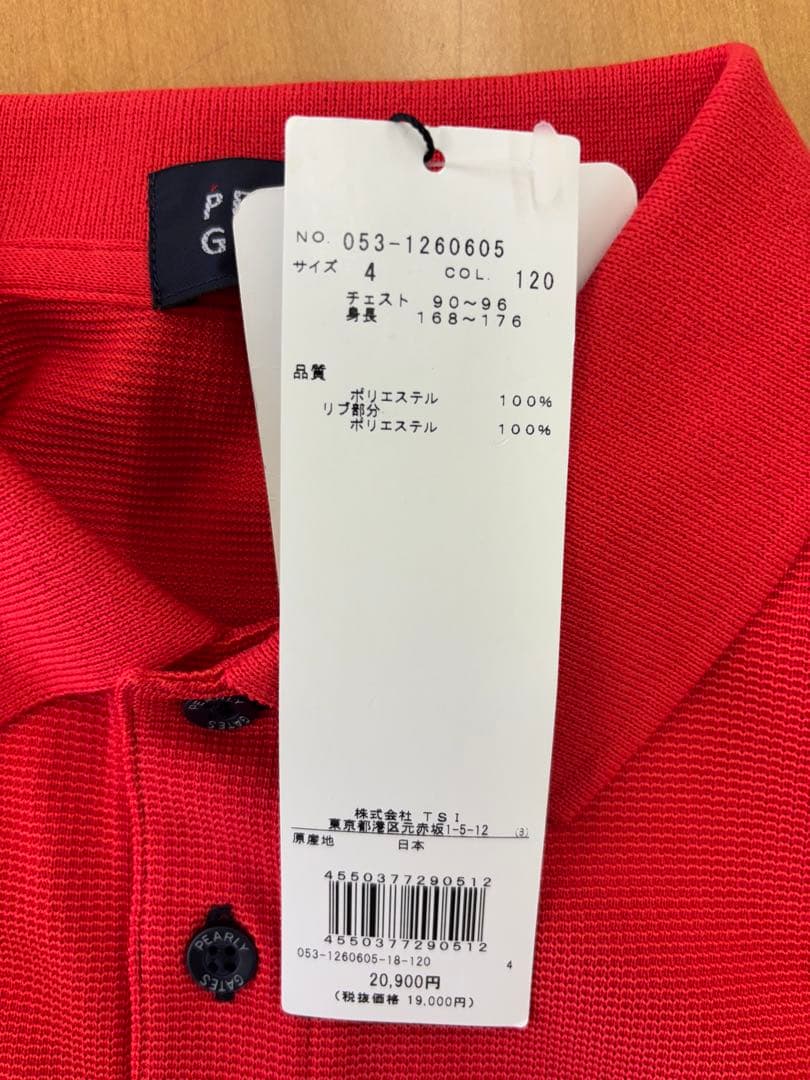 NO. 053-1260605
サイズ 4 COL. 120
チェスト 90～96
身長 168～176
品質
ポリエステル 100%
リブ部分
ポリエステル 100%
株式会社 TSI
東京都港区元赤坂1-5-12 (3)
原産地 日本
4550377290512
4550377290512
053-1260605-18-120 4
20,900円
(税抜価格 19,000円)
GATES
PEARLY
GATES